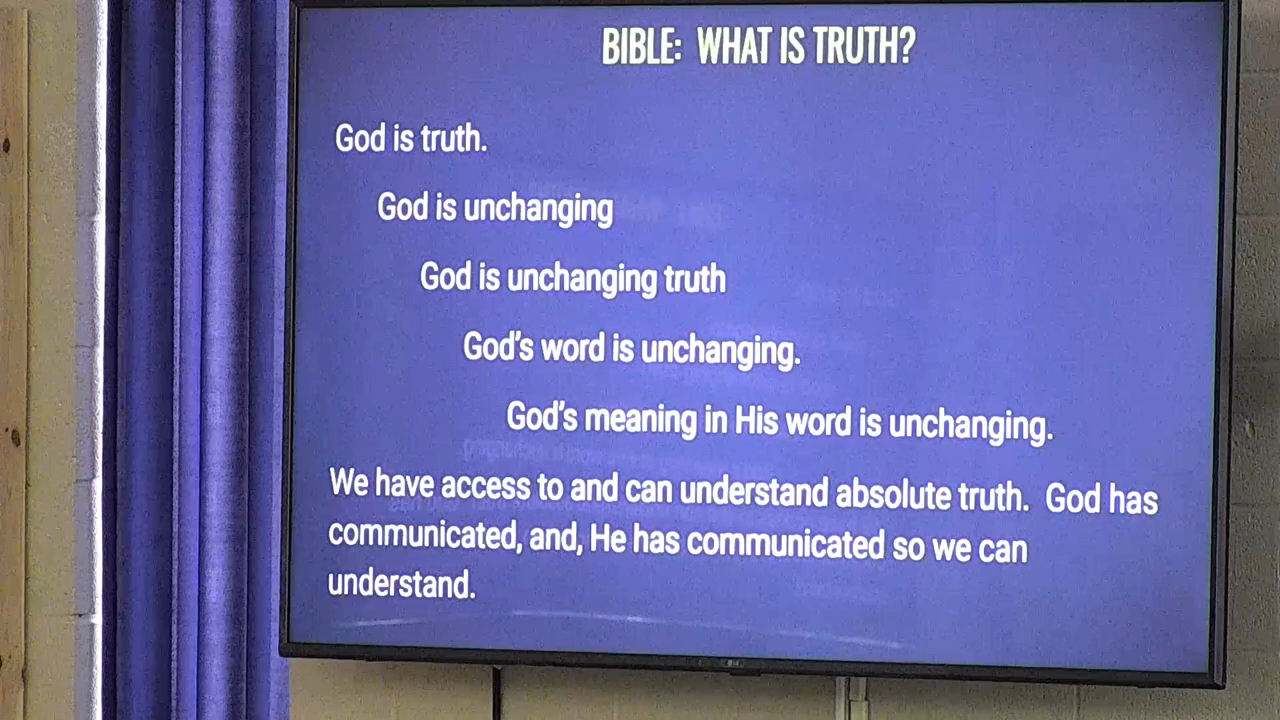 BIBLE: WHAT IS TRUTH?
God is truth.
God is unchanging
God is unchanging truth
God's word is unchanging.
God's meaning in His word is unchanging.
We have access to and can understand absolute truth. God has
communicated, and, He has communicated so we can
understand.